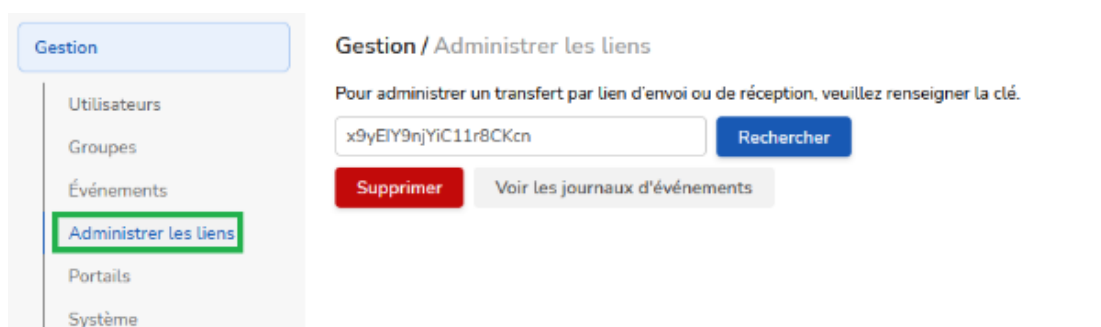 Gestion
Utilisateurs
Groupes
Événements
Administrer les liens
Portails
Système
Gestion / Administrer les liens
Pour administrer un transfert par lien d'envoi ou de réception, veuillez renseigner la clé.
x9yEIY9njYiC11r8CKcn
Rechercher
Supprimer
Voir les journaux d'événements